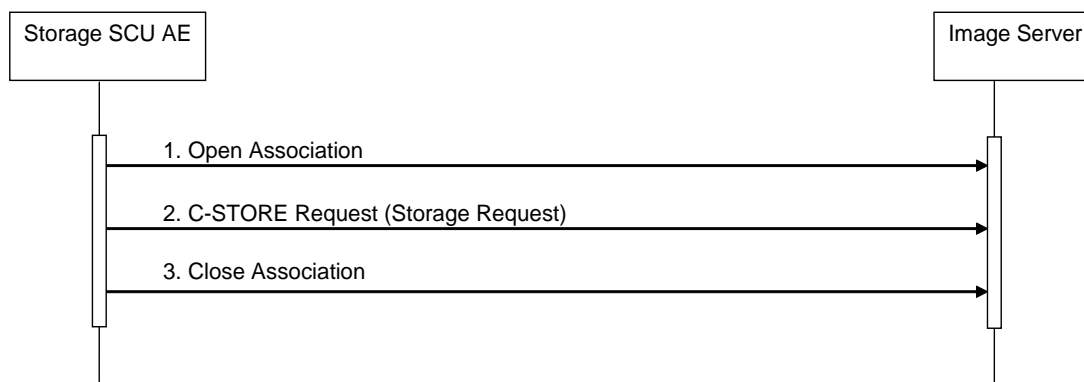 Storage SCU AE
Image Server
1. Open Association
2. C-STORE Request (Storage Request)
3. Close Association